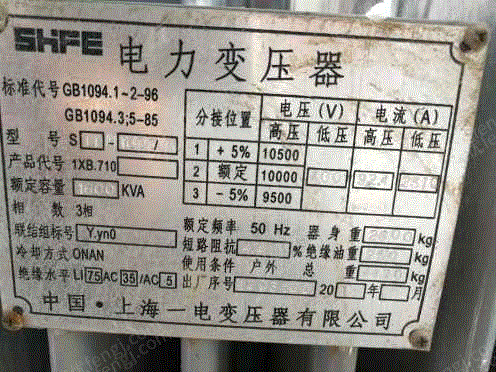 SHFE 电力变压器
标准代号 GB1094.1~2-96
GB1094.3;5-85
型号 S
产品代号 1XB.710
额定容量 KVA
相数 3相
联结组标号 Y.yn0
冷却方式 ONAN
绝缘水平 LI 75 AC 35 /AC 5
分接位置 电压(V) 电流(A)
高压 低压 高压 低压
1 +5% 10500
2 额定 10000
3 -5% 9500
额定频率 50 Hz 器身重 kg
短路阻抗 % 绝缘油重 kg
使用条件 户外 总重 kg
出厂序号 20 年 月
中国·上海一电变压器有限公司